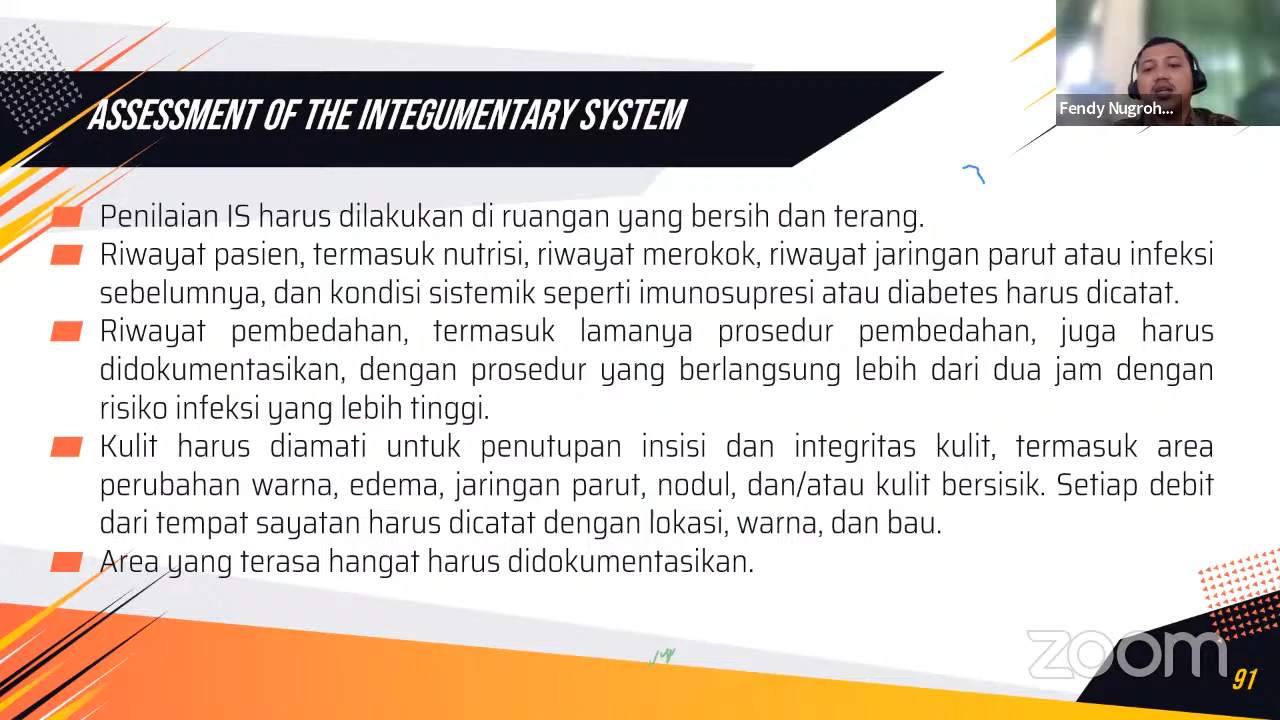 ASSESSMENT OF THE INTEGUMENTARY SYSTEM
Fendy Nugroh...
Penilaian IS harus dilakukan di ruangan yang bersih dan terang.
Riwayat pasien, termasuk nutrisi, riwayat merokok, riwayat jaringan parut atau infeksi
sebelumnya, dan kondisi sistemik seperti imunosupresi atau diabetes harus dicatat.
Riwayat pembedahan, termasuk lamanya prosedur pembedahan, juga harus
didokumentasikan, dengan prosedur yang berlangsung lebih dari dua jam dengan
risiko infeksi yang lebih tinggi.
Kulit harus diamati untuk penutupan insisi dan integritas kulit, termasuk area
perubahan warna, edema, jaringan parut, nodul, dan/atau kulit bersisik. Setiap debit
dari tempat sayatan harus dicatat dengan lokasi, warna, dan bau.
Area yang terasa hangat harus didokumentasikan.
zoom
91